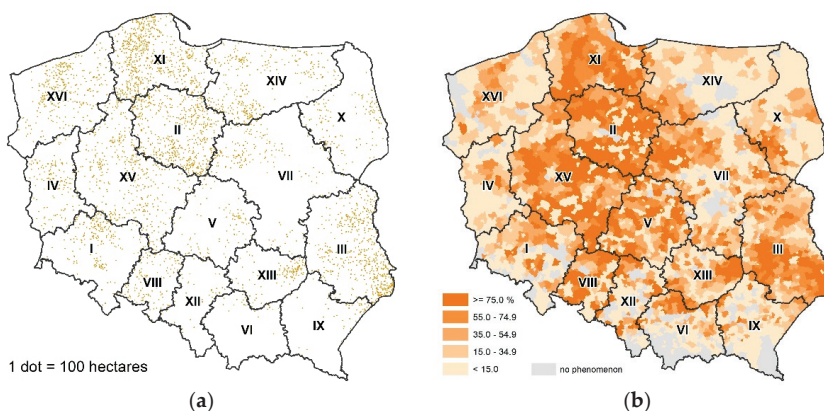 XI
XVI
XIV
X
II
IV
XV
VII
V
I
III
VIII
XIII
XII
VI
IX
1 dot = 100 hectares
(a)
XI
XVI
XIV
X
II
IV
XV
VII
V
I
III
VIII
XIII
XII
VI
IX
>= 75.0 %
55.0 - 74.9
35.0 - 54.9
15.0 - 34.9
< 15.0
no phenomenon
(b)